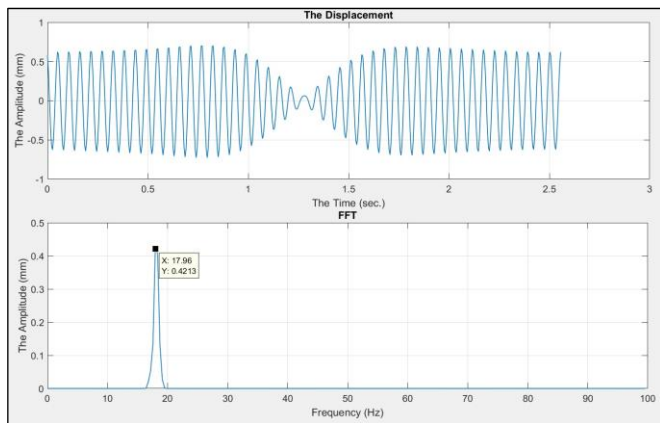 The Displacement
The Amplitude (mm)
1
0.5
0
-0.5
-1
0 0.5 1 1.5 2 2.5 3
The Time (sec.)
FFT
The Amplitude (mm)
0.5
0.4
0.3
0.2
0.1
0
X: 17.96
Y: 0.4213
0 10 20 30 40 50 60 70 80 90 100
Frequency (Hz)